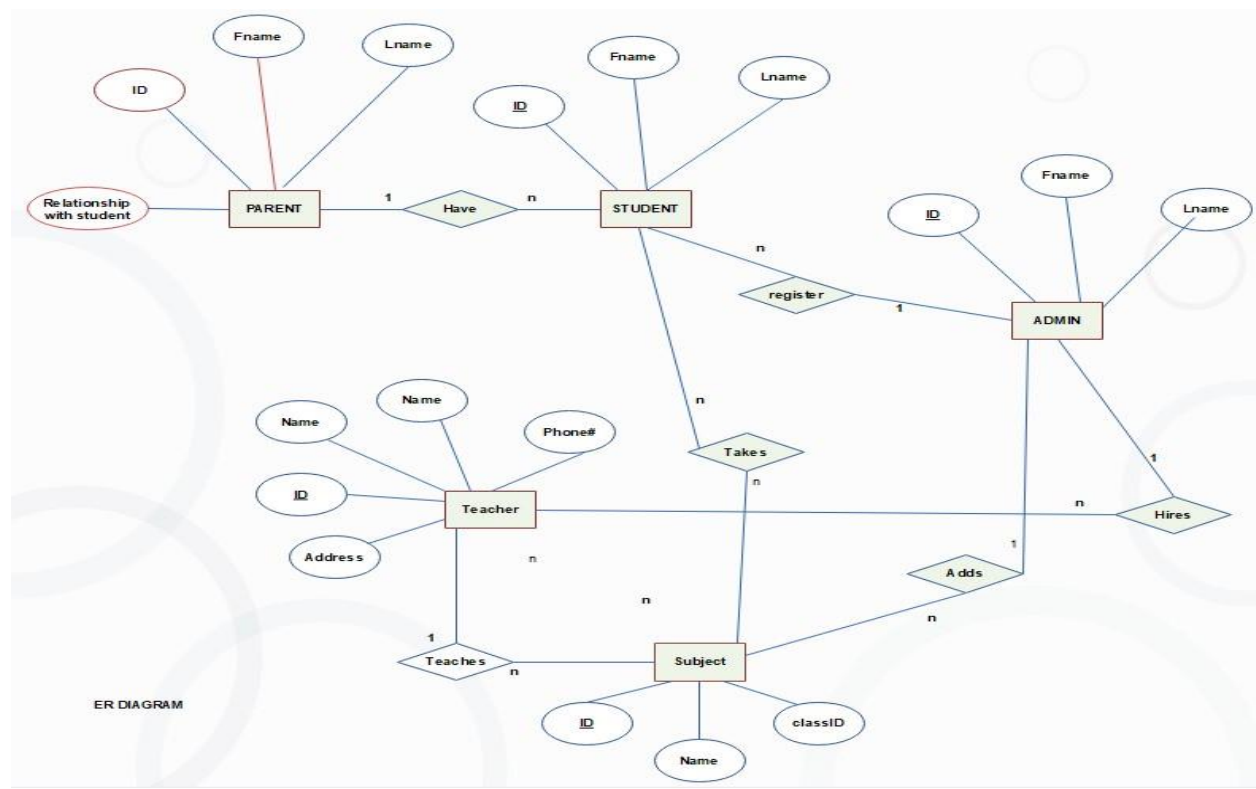 Fname
Lname
ID
Relationship
with student
PARENT
1
Have
n
STUDENT
Fname
Lname
ID
n
register
1
ADMIN
Fname
ID
Lname
n
Takes
n
Name
Name
Phone#
ID
Teacher
Address
n
1
Hires
n
n
1
Adds
n
1
Teaches
n
Subject
ID
Name
classID
ER DIAGRAM